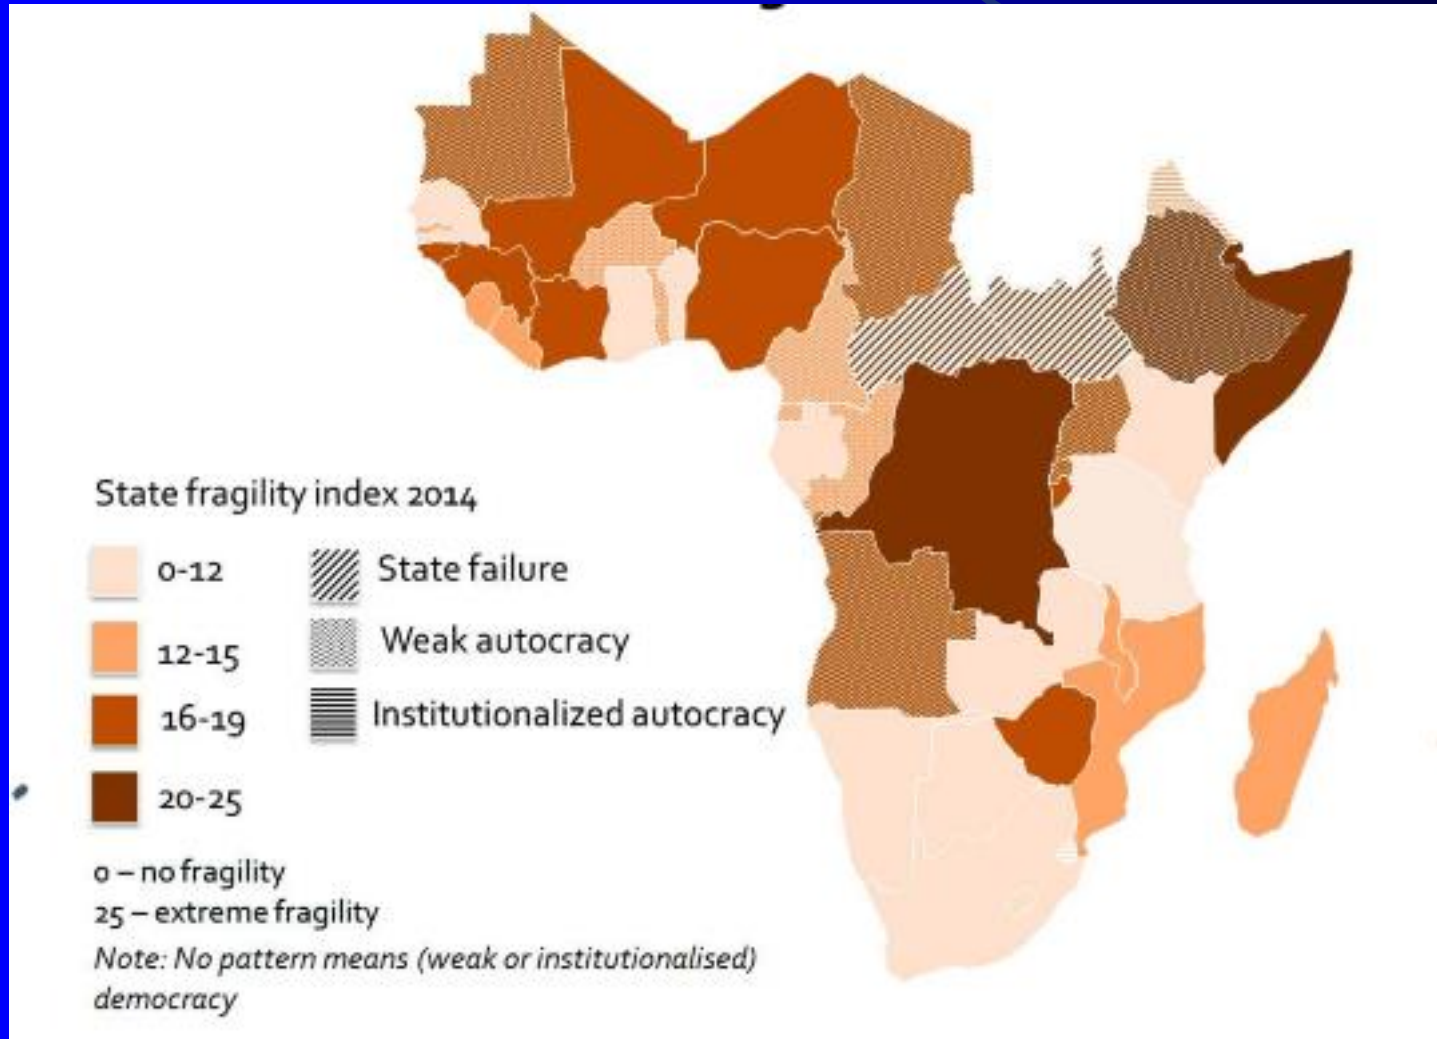 State fragility index 2014
0-12
State failure
12-15
Weak autocracy
16-19
Institutionalized autocracy
20-25
0 – no fragility
25 – extreme fragility
Note: No pattern means (weak or institutionalised)
democracy